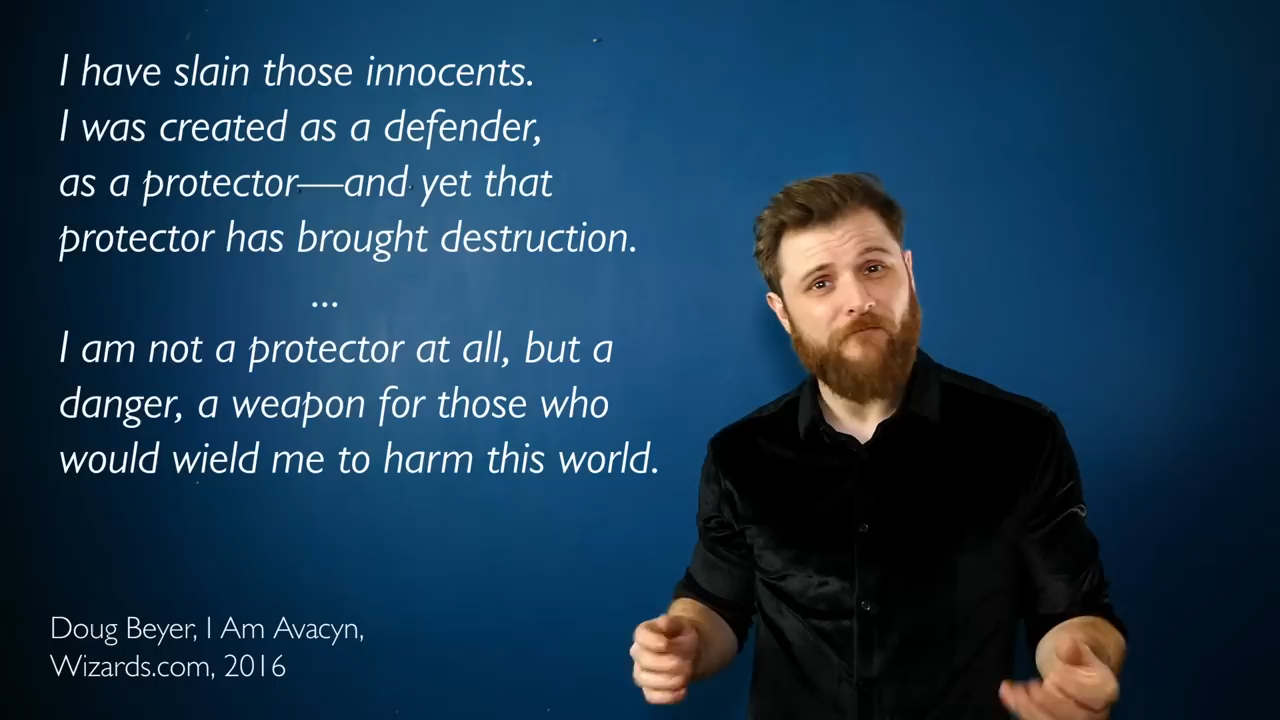 I have slain those innocents.
I was created as a defender,
as a protector—and yet that
protector has brought destruction.
...
I am not a protector at all, but a
danger, a weapon for those who
would wield me to harm this world.
Doug Beyer, I Am Avacyn,
Wizards.com, 2016